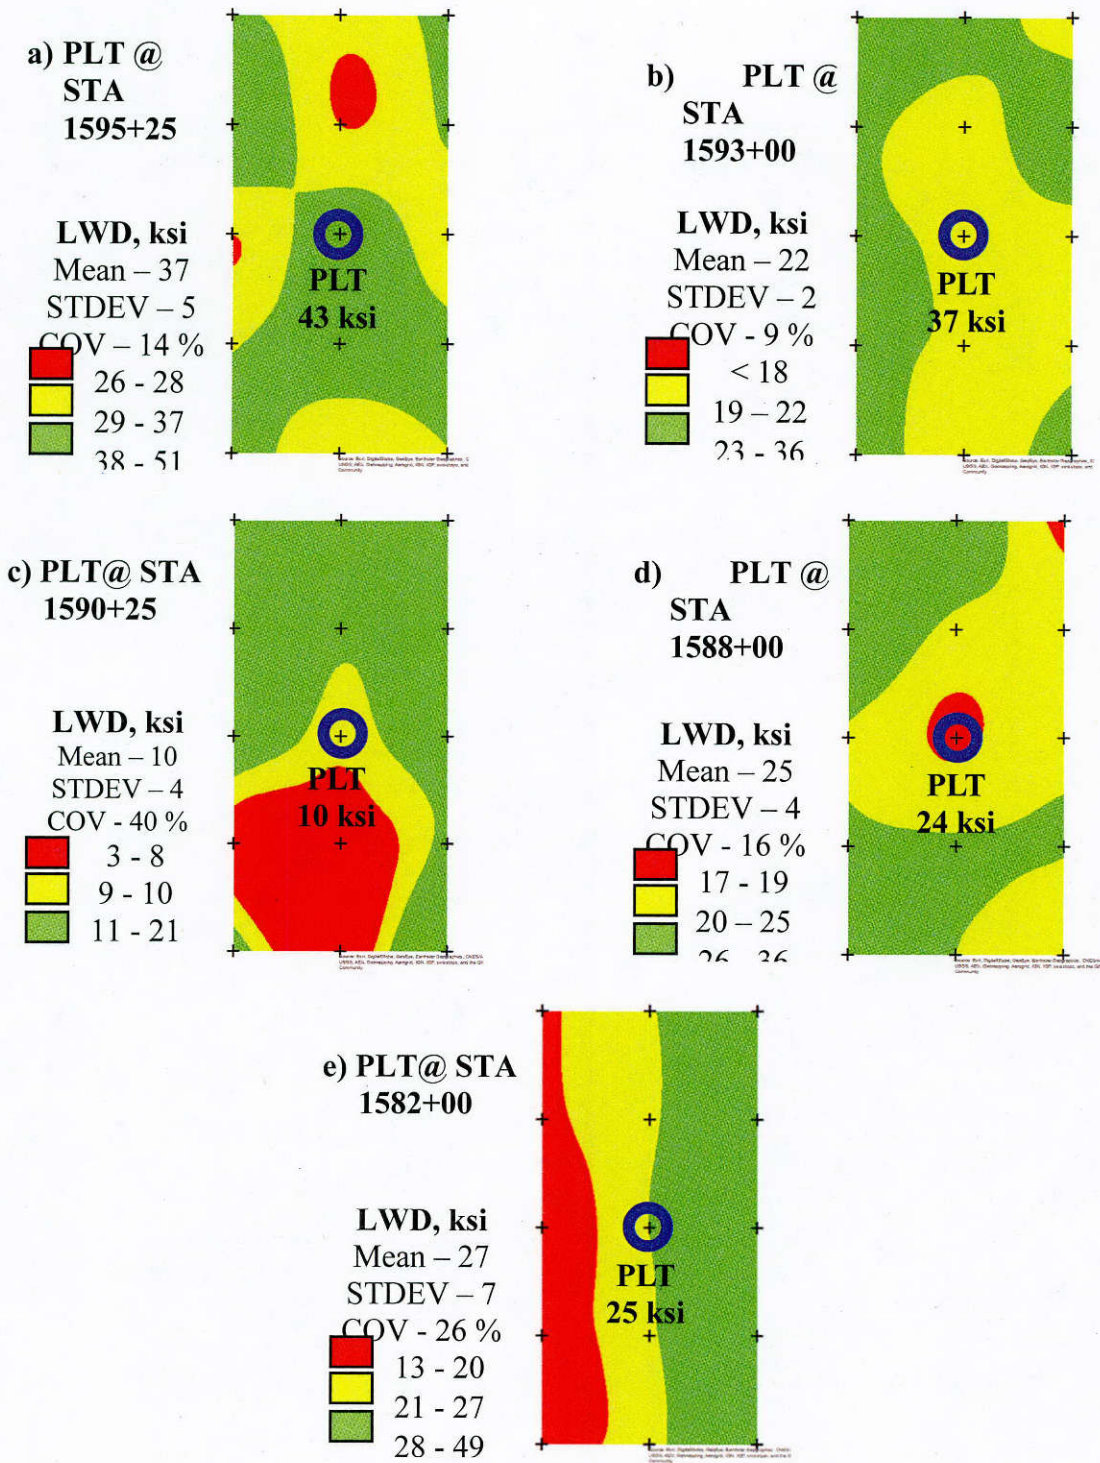 a) PLT @
STA
1595+25
LWD, ksi
Mean – 37
STDEV – 5
COV – 14 %
26 - 28
29 - 37
38 - 51
PLT
43 ksi
b) PLT @
STA
1593+00
LWD, ksi
Mean – 22
STDEV – 2
COV - 9 %
< 18
19 – 22
23 - 36
PLT
37 ksi
c) PLT@ STA
1590+25
LWD, ksi
Mean – 10
STDEV – 4
COV - 40 %
3 - 8
9 - 10
11 - 21
PLT
10 ksi
d) PLT @
STA
1588+00
LWD, ksi
Mean – 25
STDEV – 4
COV - 16 %
17 - 19
20 – 25
26 36
PLT
24 ksi
e) PLT@ STA
1582+00
LWD, ksi
Mean – 27
STDEV – 7
COV - 26 %
13 - 20
21 - 27
28 - 49
PLT
25 ksi